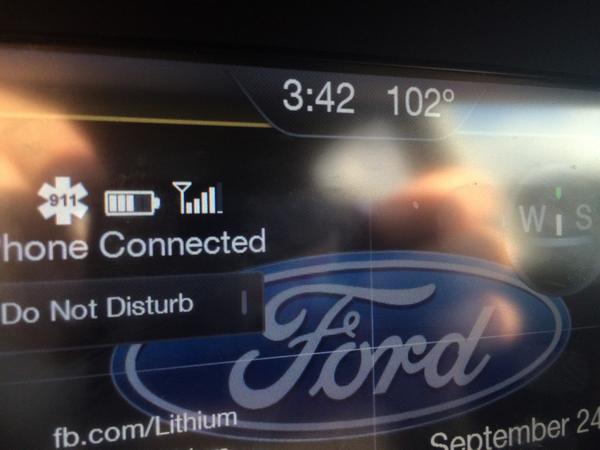 3:42 102°
911
W S
hone Connected
Do Not Disturb
Ford
fb.com/Lithium
September 24